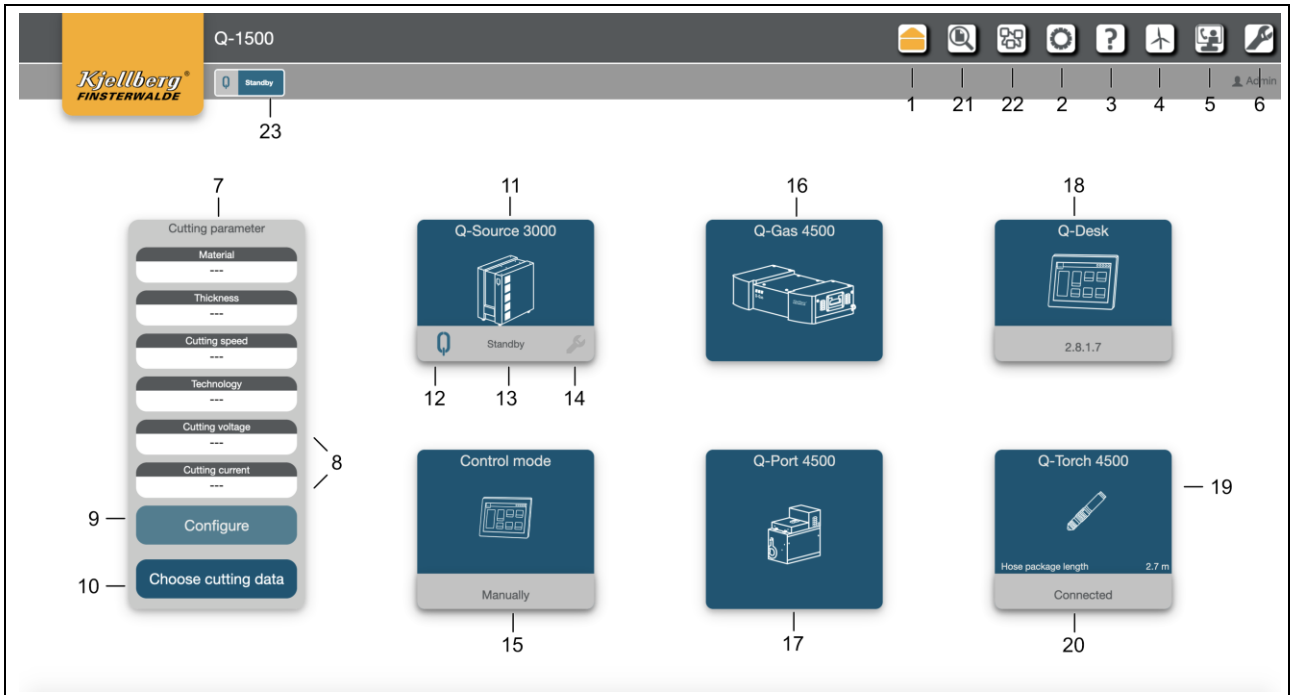 Q-1500
Kjellberg®
FINSTERWALDE
Standby
Admin
1 21 22 2 3 4 5 6
23
7
Cutting parameter
Material
---
Thickness
---
Cutting speed
---
Technology
---
Cutting voltage
---
Cutting current
---
8
9
Configure
10
Choose cutting data
11
Q-Source 3000
Standby
12 13 14
16
Q-Gas 4500
18
Q-Desk
2.8.1.7
Control mode
Manually
15
Q-Port 4500
17
Q-Torch 4500
19
Hose package length 2.7 m
Connected
20